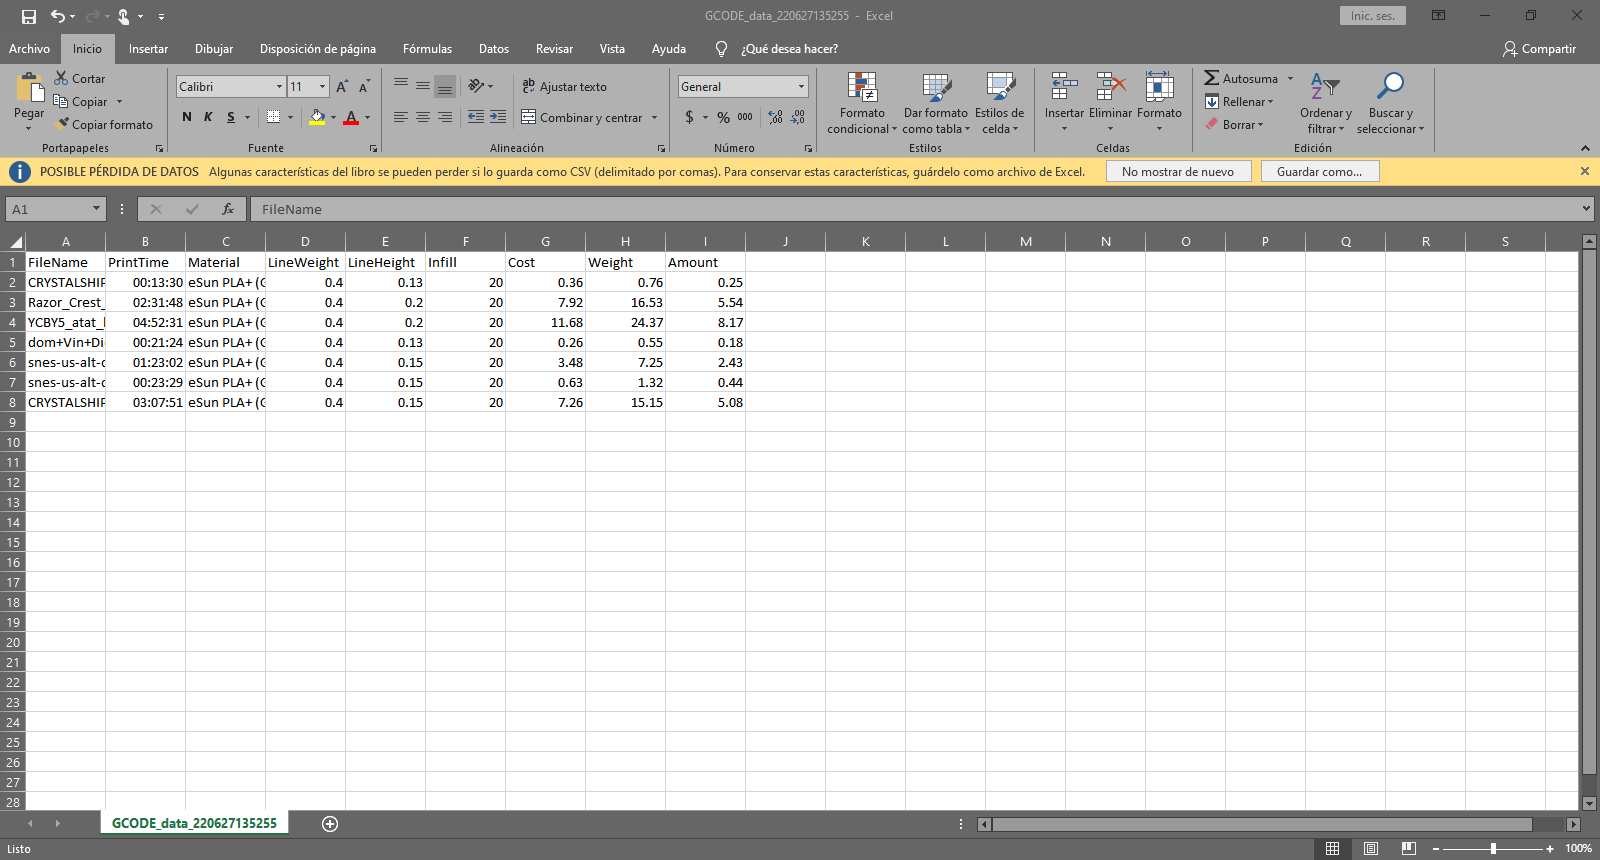 GCODE_data_220627135255 - Excel
Inic. ses.
Archivo Inicio Insertar Dibujar Disposición de página Fórmulas Datos Revisar Vista Ayuda ¿Qué desea hacer? Compartir
Pegar
Cortar
Copiar
Copiar formato
Portapapeles
Calibri 11
N K S
Fuente
Ajustar texto
Combinar y centrar
Alineación
General
$ % 000
Número
Formato condicional
Dar formato como tabla
Estilos de celda
Estilos
Insertar Eliminar Formato
Celdas
Autosuma
Rellenar
Borrar
Ordenar y filtrar
Buscar y seleccionar
Edición
POSIBLE PÉRDIDA DE DATOS Algunas características del libro se pueden perder si lo guarda como CSV (delimitado por comas). Para conservar estas características, guárdelo como archivo de Excel. No mostrar de nuevo Guardar como...
A1 fx FileName
A B C D E F G H I J K L M N O P Q R S
1 FileName PrintTime Material LineWeight LineHeight Infill Cost Weight Amount
2 CRYSTALSHIP 00:13:30 eSun PLA+ (G 0.4 0.13 20 0.36 0.76 0.25
3 Razor_Crest_ 02:31:48 eSun PLA+ (G 0.4 0.2 20 7.92 16.53 5.54
4 YCBY5_atat_ 04:52:31 eSun PLA+ (G 0.4 0.2 20 11.68 24.37 8.17
5 dom+Vin+Di 00:21:24 eSun PLA+ (G 0.4 0.13 20 0.26 0.55 0.18
6 snes-us-alt-c 01:23:02 eSun PLA+ (G 0.4 0.15 20 3.48 7.25 2.43
7 snes-us-alt-c 00:23:29 eSun PLA+ (G 0.4 0.15 20 0.63 1.32 0.44
8 CRYSTALSHIP 03:07:51 eSun PLA+ (G 0.4 0.15 20 7.26 15.15 5.08
9
10
11
12
13
14
15
16
17
18
19
20
21
22
23
24
25
26
27
28
GCODE_data_220627135255
Listo
100%